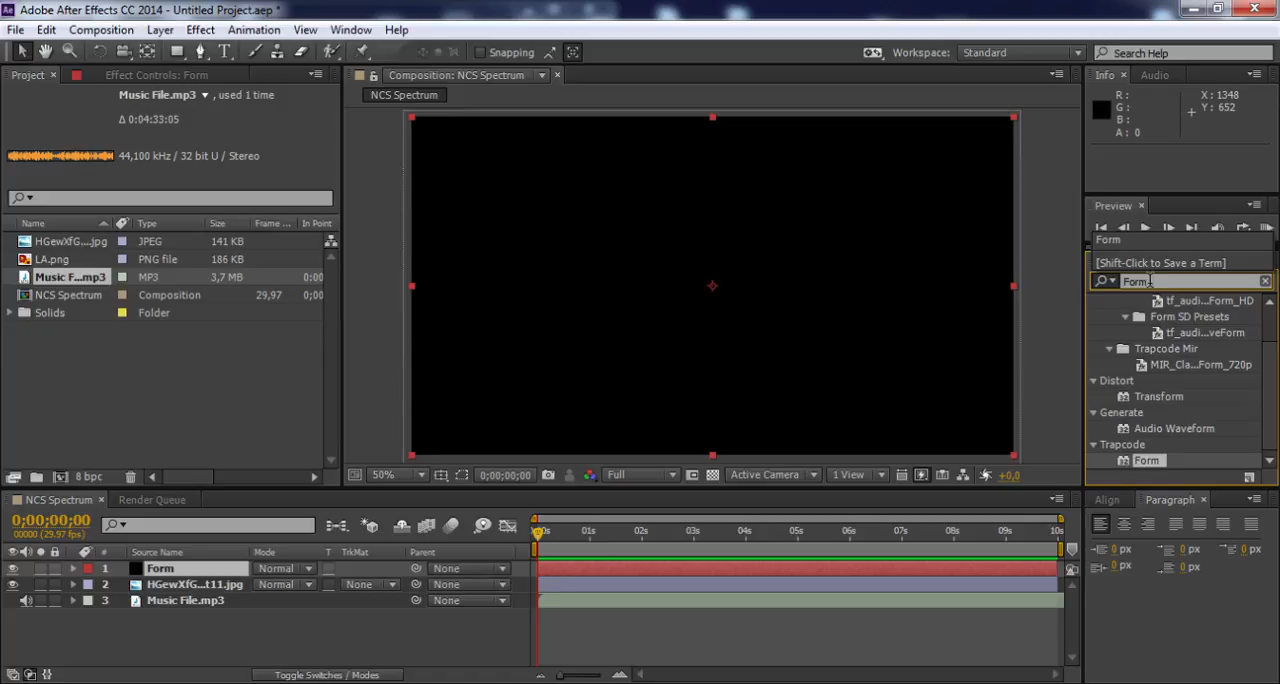 Adobe After Effects CC 2014 - Untitled Project.aep *
File Edit Composition Layer Effect Animation View Window Help
Snapping Workspace: Standard Search Help
Project Effect Controls: Form Composition: NCS Spectrum Info Audio
Music File.mp3 , used 1 time NCS Spectrum R : X : 1348
G : Y : 652
Δ 0:04:33:05 B :
A : 0
44,100 kHz / 32 bit U / Stereo
Preview
Name Type Size Frame ... In Point
HGewXfG....jpg JPEG 141 KB Form
LA.png PNG file 186 KB [Shift-Click to Save a Term]
Music F...mp3 MP3 3,7 MB 0:00 Form
NCS Spectrum Composition 29,97 0;00 tf_audi...Form_HD
Solids Folder Form SD Presets
tf_audi...veForm
Trapcode Mir
MIR_Cla...Form_720p
Distort
Transform
Generate
Audio Waveform
Trapcode
Form
8 bpc 50% 0;00;00;00 Full Active Camera 1 View +0,0
NCS Spectrum Render Queue Align Paragraph
0;00;00;00
00000 (29.97 fps) 0s 01s 02s 03s 04s 05s 06s 07s 08s 09s 10s
# Source Name Mode T TrkMat Parent 0 px 0 px 0 px
1 Form Normal None 0 px 0 px
2 HGewXfG...t11.jpg Normal None None
3 Music File.mp3 None
Toggle Switches / Modes